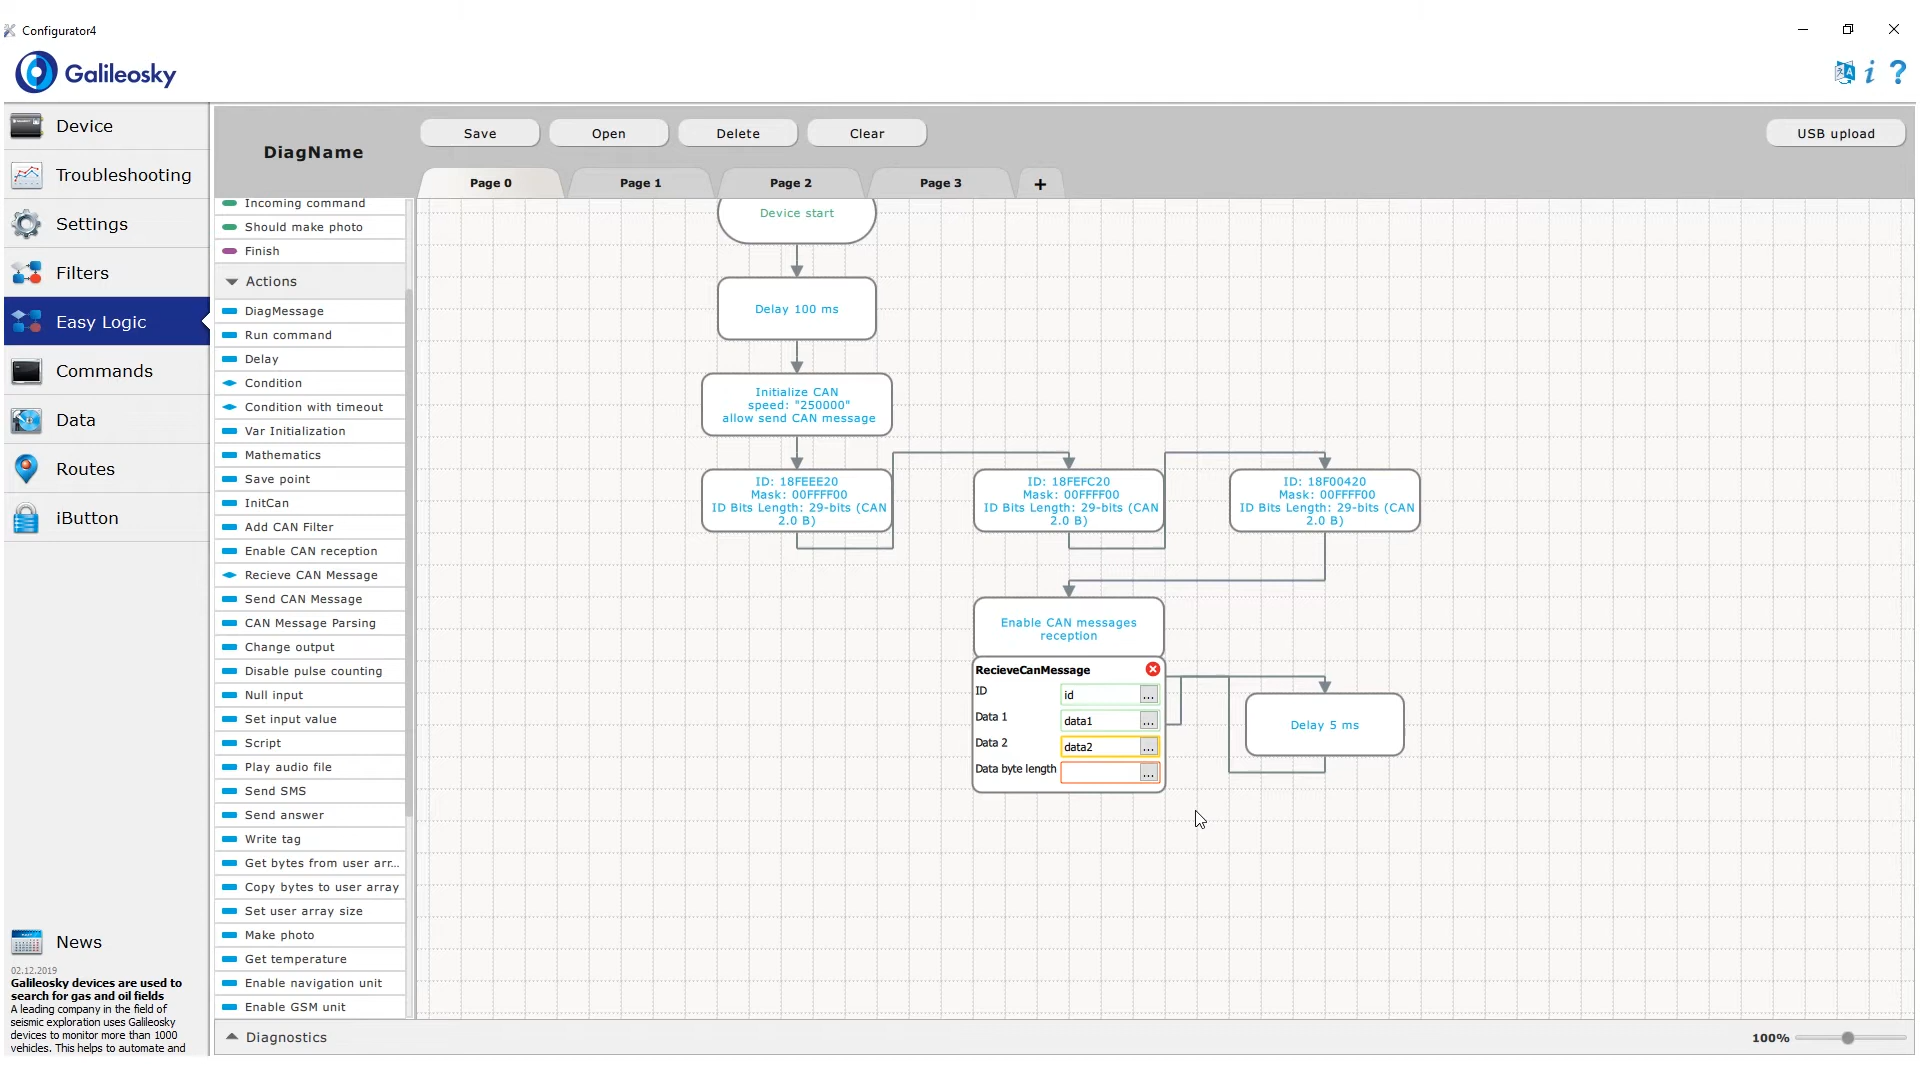 Configurator4
Galileosky
Device
Troubleshooting
Settings
Filters
Easy Logic
Commands
Data
Routes
iButton
News
02.12.2019
Galileosky devices are used to
search for gas and oil fields
A leading company in the field of
seismic exploration uses Galileosky
devices to monitor more than 1000
vehicles. This helps to automate and
DiagName
Save
Open
Delete
Clear
USB upload
Page 0
Page 1
Page 2
Page 3
+
Incoming command
Should make photo
Finish
Actions
DiagMessage
Run command
Delay
Condition
Condition with timeout
Var Initialization
Mathematics
Save point
InitCan
Add CAN Filter
Enable CAN reception
Recieve CAN Message
Send CAN Message
CAN Message Parsing
Change output
Disable pulse counting
Null input
Set input value
Script
Play audio file
Send SMS
Send answer
Write tag
Get bytes from user arr...
Copy bytes to user array
Set user array size
Make photo
Get temperature
Enable navigation unit
Enable GSM unit
Device start
Delay 100 ms
Initialize CAN
speed: "250000"
allow send CAN message
ID: 18FEEE20
Mask: 00FFFF00
ID Bits Length: 29-bits (CAN
2.0 B)
ID: 18FEFC20
Mask: 00FFFF00
ID Bits Length: 29-bits (CAN
2.0 B)
ID: 18F00420
Mask: 00FFFF00
ID Bits Length: 29-bits (CAN
2.0 B)
Enable CAN messages
reception
RecieveCanMessage
ID id ...
Data 1 data1 ...
Data 2 data2 ...
Data byte length ...
Delay 5 ms
Diagnostics
100%